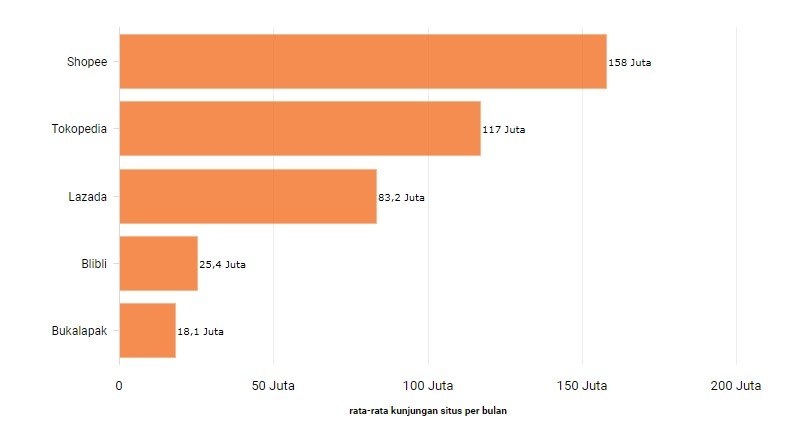 Shopee
158 Juta
Tokopedia
117 Juta
Lazada
83,2 Juta
Blibli
25,4 Juta
Bukalapak
18,1 Juta
0 50 Juta 100 Juta 150 Juta 200 Juta
rata-rata kunjungan situs per bulan